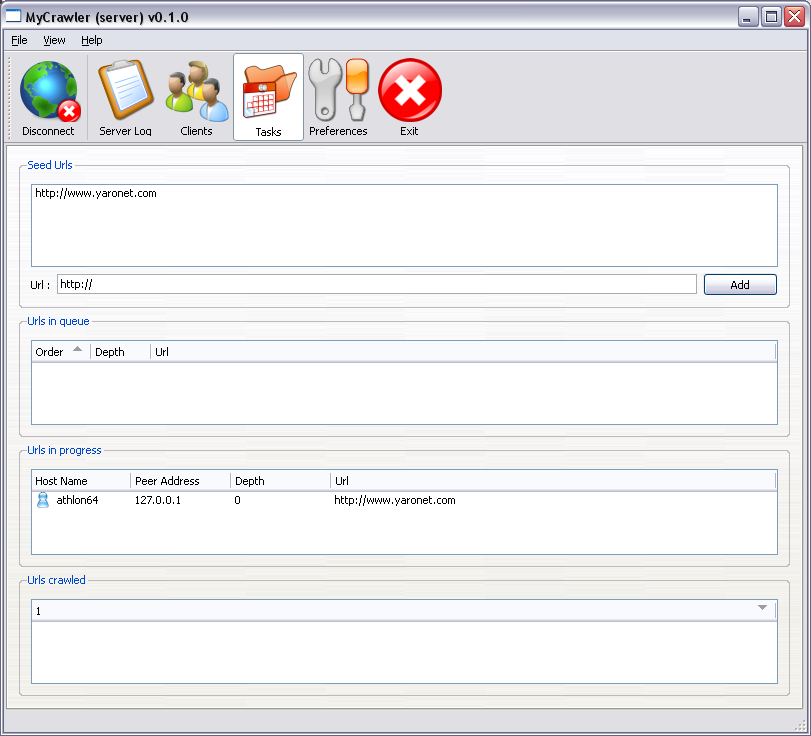 MyCrawler (server) v0.1.0
File View Help
Disconnect Server Log Clients Tasks Preferences Exit
Seed Urls
http://www.yaronet.com
Url : http:// Add
Urls in queue
Order Depth Url
Urls in progress
Host Name Peer Address Depth Url
athlon64 127.0.0.1 0 http://www.yaronet.com
Urls crawled
1